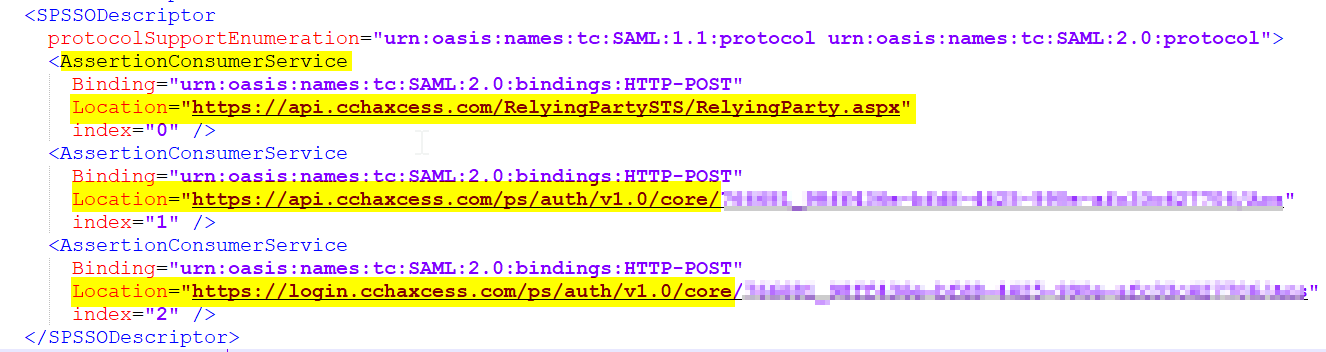 <SPSSODescriptor
protocolSupportEnumeration="urn:oasis:names:tc:SAML:1.1:protocol urn:oasis:names:tc:SAML:2.0:protocol">
<AssertionConsumerService
Binding="urn:oasis:names:tc:SAML:2.0:bindings:HTTP-POST"
Location="https://api.cchaxcess.com/RelyingPartySTS/RelyingParty.aspx"
index="0" />
<AssertionConsumerService
Binding="urn:oasis:names:tc:SAML:2.0:bindings:HTTP-POST"
Location="https://api.cchaxcess.com/ps/auth/v1.0/core/ "
index="1" />
<AssertionConsumerService
Binding="urn:oasis:names:tc:SAML:2.0:bindings:HTTP-POST"
Location="https://login.cchaxcess.com/ps/auth/v1.0/core/ "
index="2" />
</SPSSODescriptor>